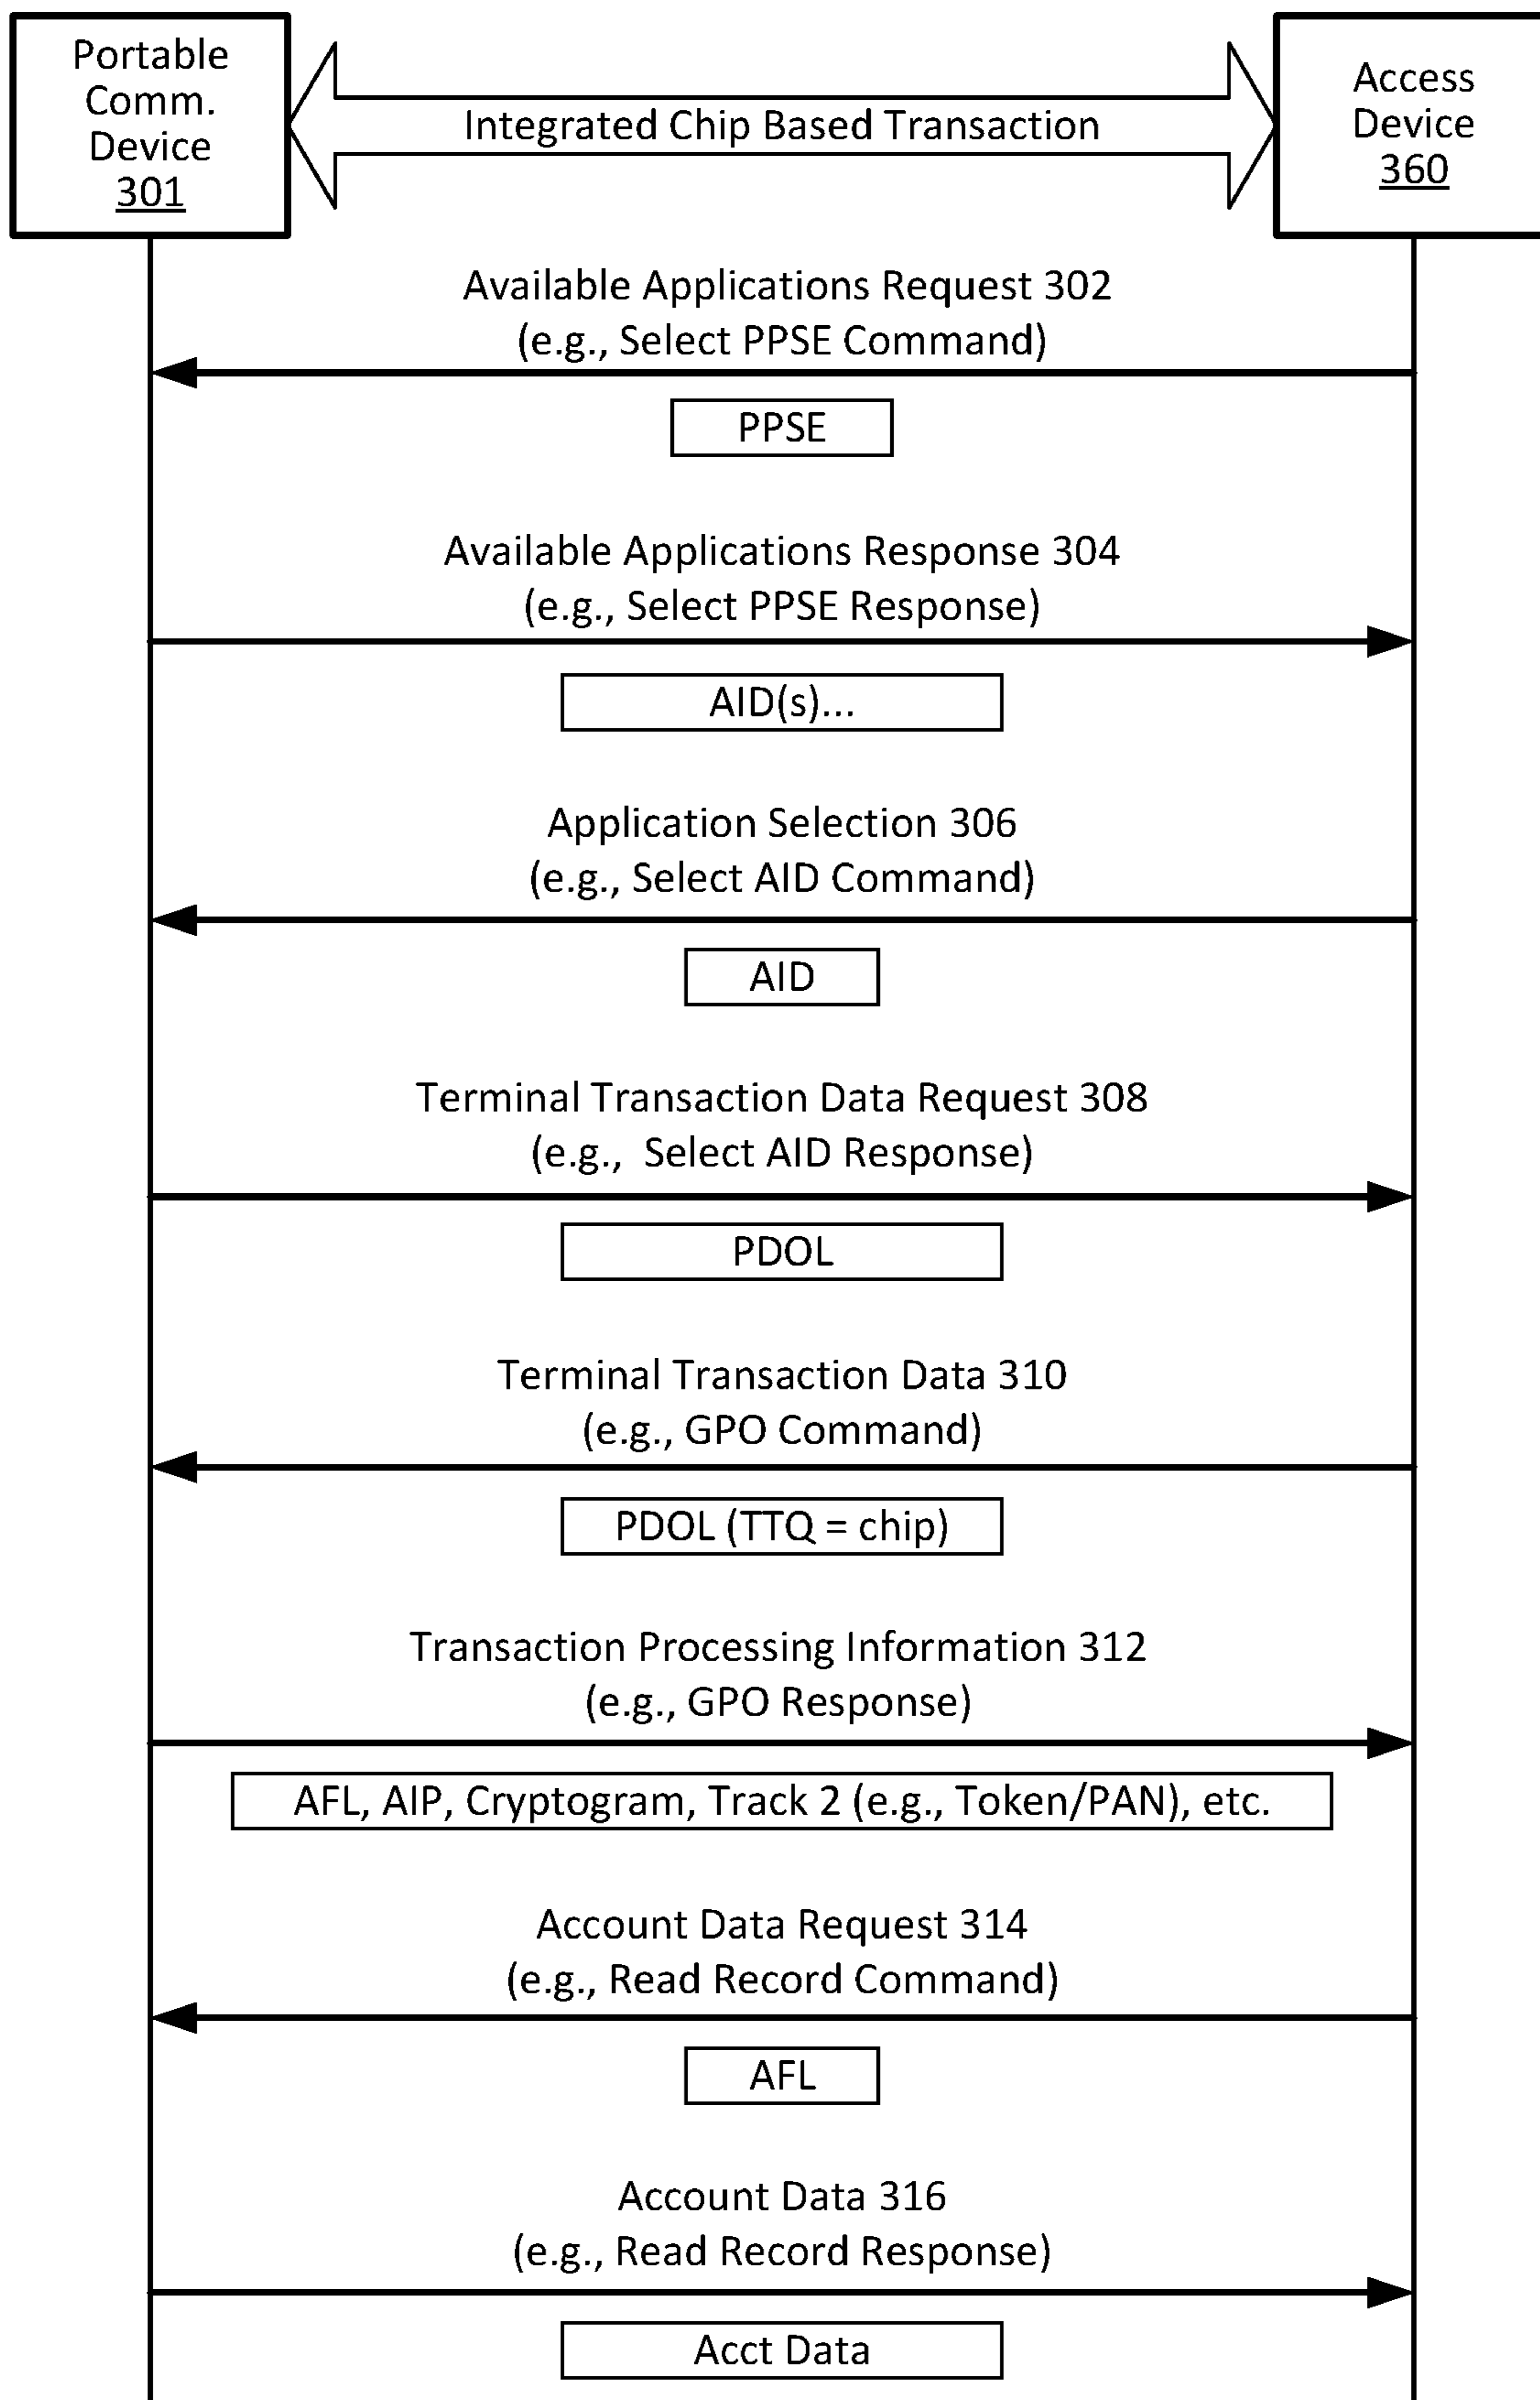 Portable
Comm.
Device
301
Integrated Chip Based Transaction
Access
Device
360
Available Applications Request 302
(e.g., Select PPSE Command)
PPSE
Available Applications Response 304
(e.g., Select PPSE Response)
AID(s)...
Application Selection 306
(e.g., Select AID Command)
AID
Terminal Transaction Data Request 308
(e.g., Select AID Response)
PDOL
Terminal Transaction Data 310
(e.g., GPO Command)
PDOL (TTQ = chip)
Transaction Processing Information 312
(e.g., GPO Response)
AFL, AIP, Cryptogram, Track 2 (e.g., Token/PAN), etc.
Account Data Request 314
(e.g., Read Record Command)
AFL
Account Data 316
(e.g., Read Record Response)
Acct Data